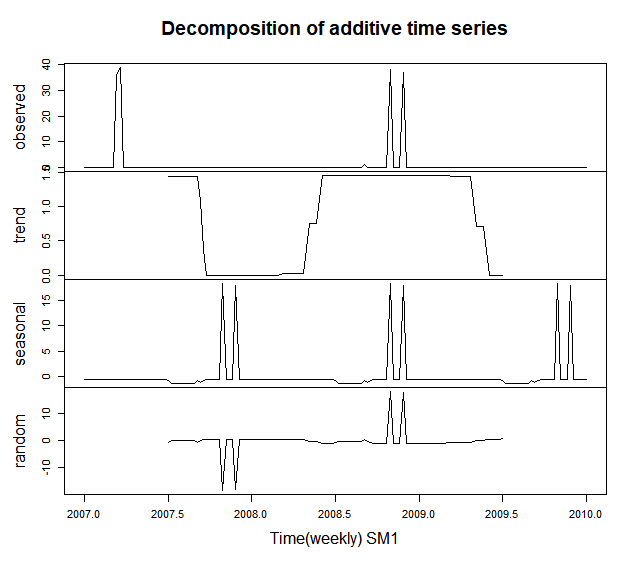 Decomposition of additive time series
observed
0
10
20
30
40
trend
0.0
0.5
1.0
1.5
seasonal
0
5
10
15
random
-10
0
10
2007.0 2007.5 2008.0 2008.5 2009.0 2009.5 2010.0
Time(weekly) SM1